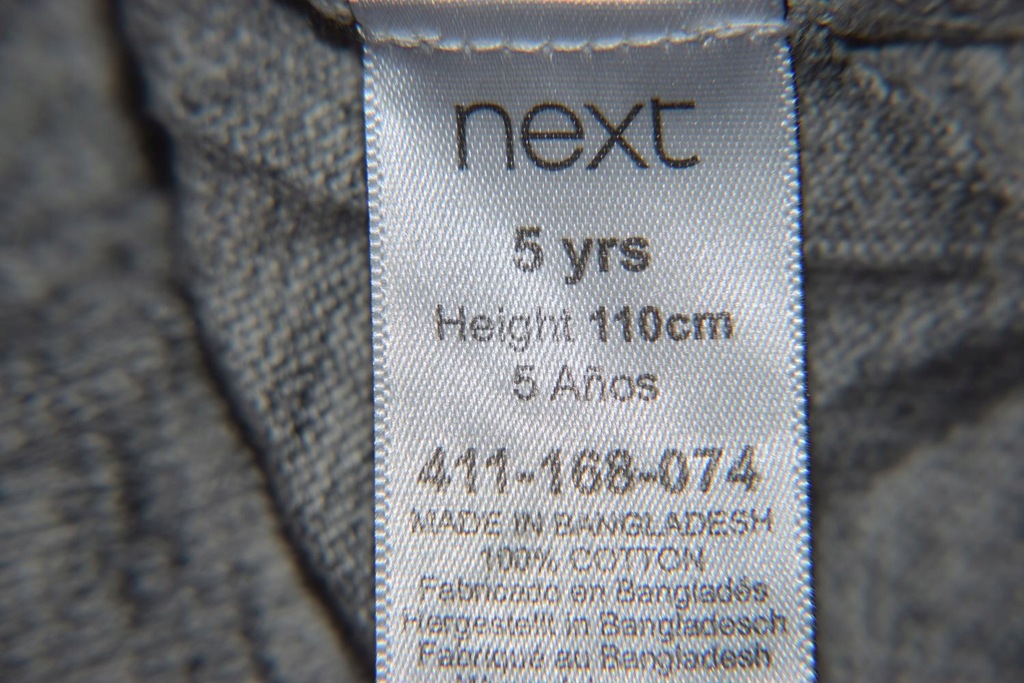 next
5 yrs
Height 110cm
5 Años
411-168-074
MADE IN BANGLADESH
100% COTTON
Fabricado en Bangladés
Hergestellt in Bangladesch
Fabriqué au Bangladesh